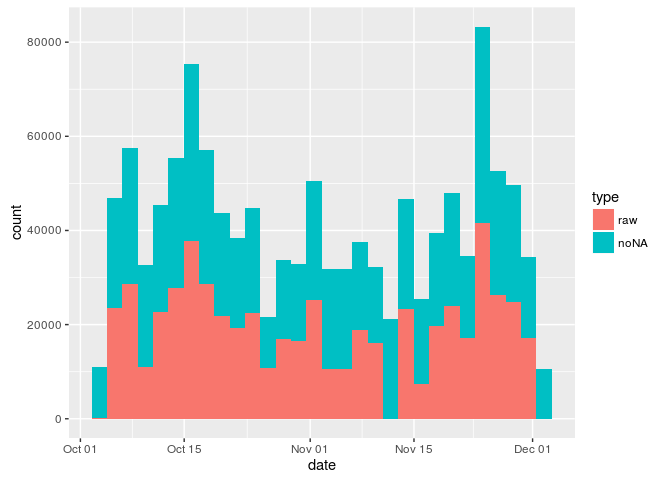 80000
60000
40000
20000
0
count
Oct 01
Oct 15
Nov 01
Nov 15
Dec 01
date
type
raw
noNA